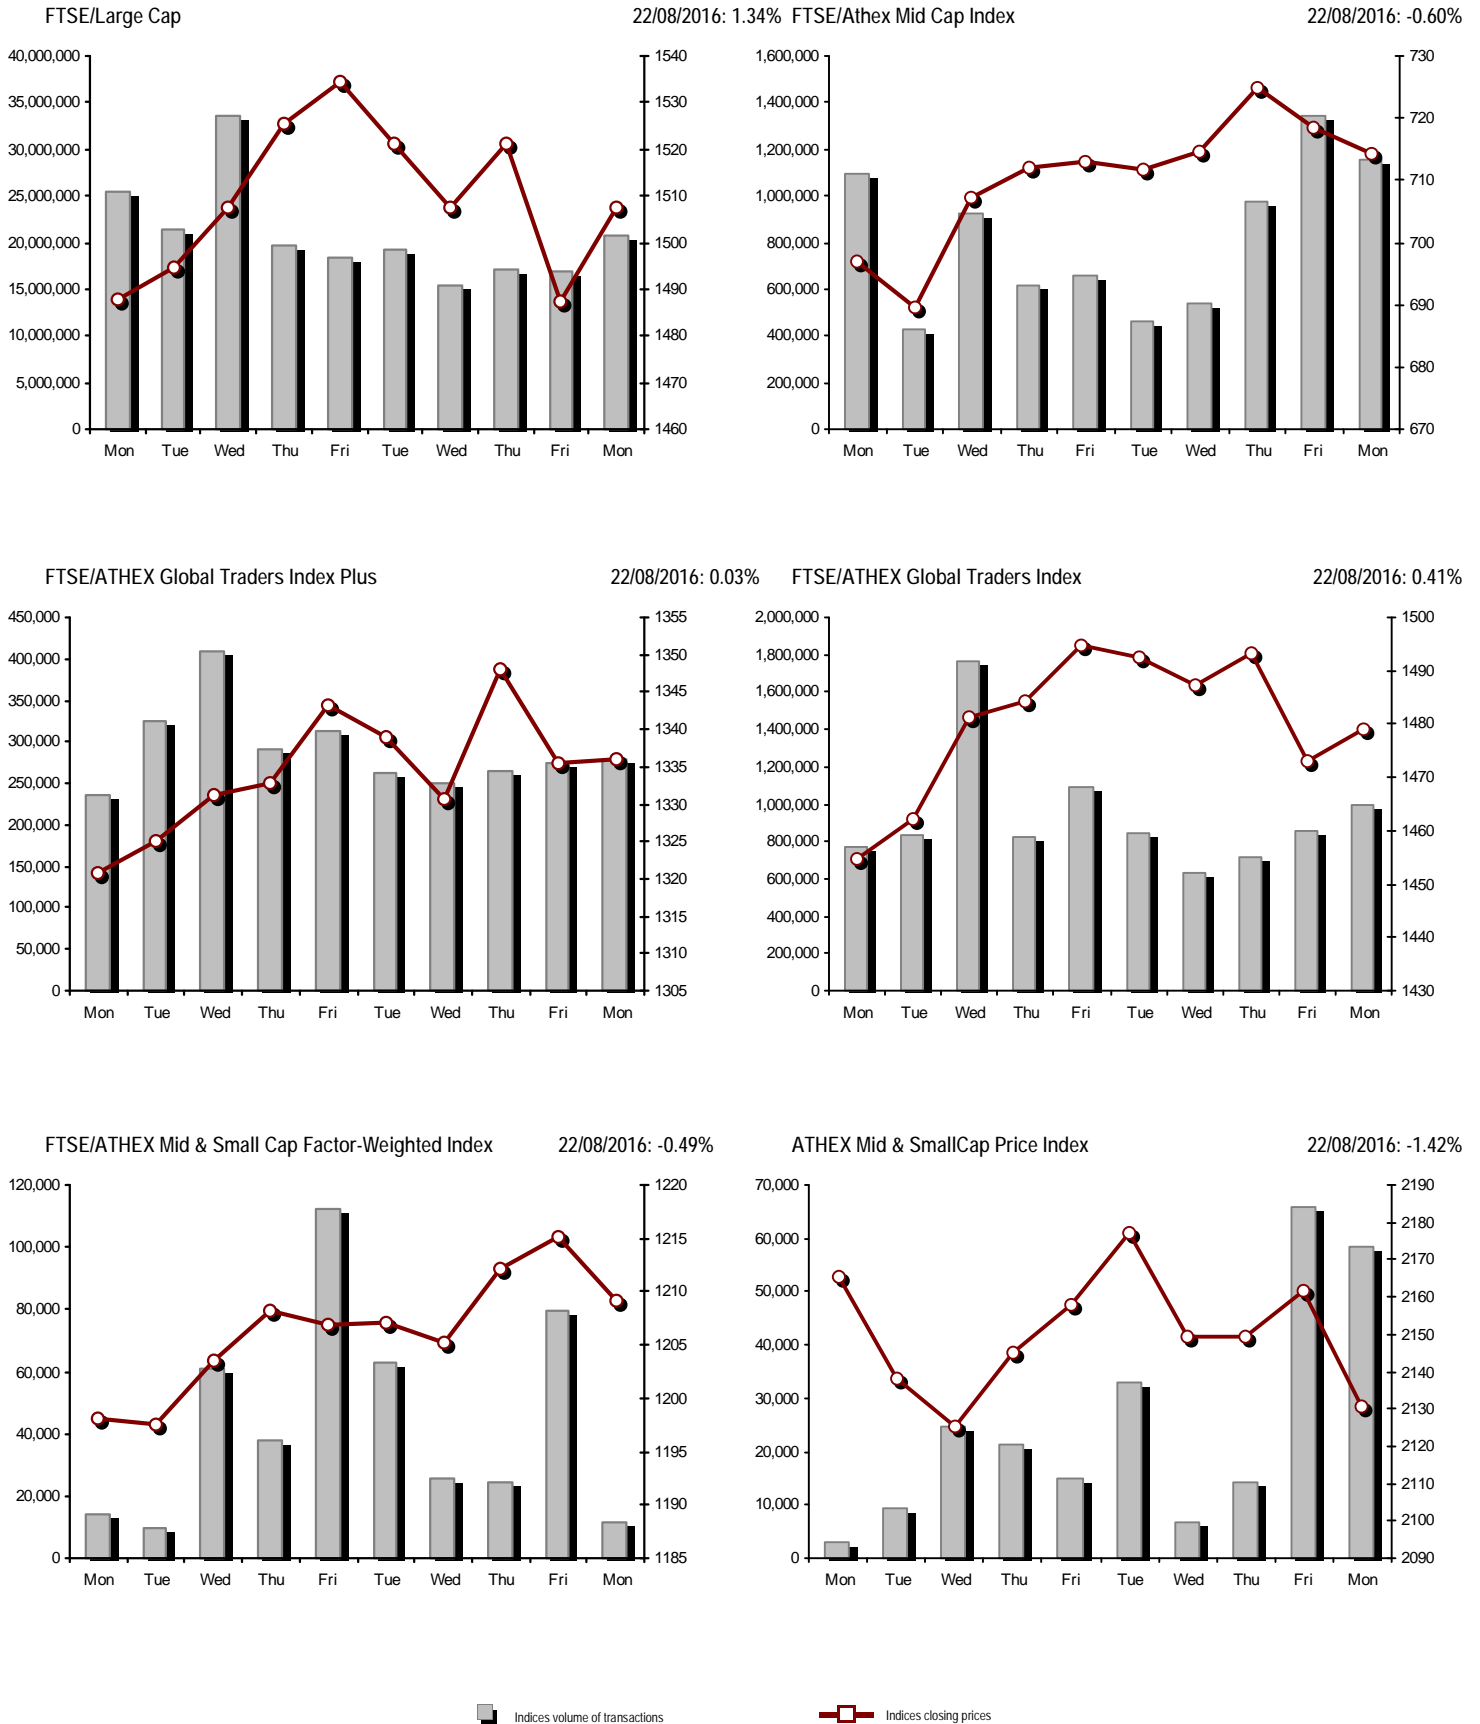 FTSE/Large Cap 22/08/2016: 1.34% FTSE/Athex Mid Cap Index 22/08/2016: -0.60%
40,000,000 1540 1,600,000 730
35,000,000 1530 1,400,000 720
30,000,000 1520 1,200,000 710
25,000,000 1510 1,000,000 700
20,000,000 1500 800,000 690
15,000,000 1490 600,000 680
10,000,000 1480 400,000 670
5,000,000 1470 200,000
0 1460 0
Mon Tue Wed Thu Fri Tue Wed Thu Fri Mon Mon Tue Wed Thu Fri Tue Wed Thu Fri Mon
FTSE/ATHEX Global Traders Index Plus 22/08/2016: 0.03% FTSE/ATHEX Global Traders Index 22/08/2016: 0.41%
450,000 1355 2,000,000 1500
400,000 1350 1,800,000 1490
350,000 1345 1,600,000 1480
300,000 1340 1,400,000 1470
250,000 1335 1,200,000 1460
200,000 1330 1,000,000 1450
150,000 1325 800,000 1440
100,000 1320 600,000 1430
50,000 1315 400,000
0 1310 200,000
1305 0
Mon Tue Wed Thu Fri Tue Wed Thu Fri Mon Mon Tue Wed Thu Fri Tue Wed Thu Fri Mon
FTSE/ATHEX Mid & Small Cap Factor-Weighted Index 22/08/2016: -0.49% ATHEX Mid & SmallCap Price Index 22/08/2016: -1.42%
120,000 1220 70,000 2190
100,000 1215 60,000 2180
80,000 1210 50,000 2170
60,000 1205 40,000 2160
40,000 1200 30,000 2150
20,000 1195 20,000 2140
0 1190 10,000 2130
1185 0 2120
2110
2100
2090
Mon Tue Wed Thu Fri Tue Wed Thu Fri Mon Mon Tue Wed Thu Fri Tue Wed Thu Fri Mon
Indices volume of transactions Indices closing prices